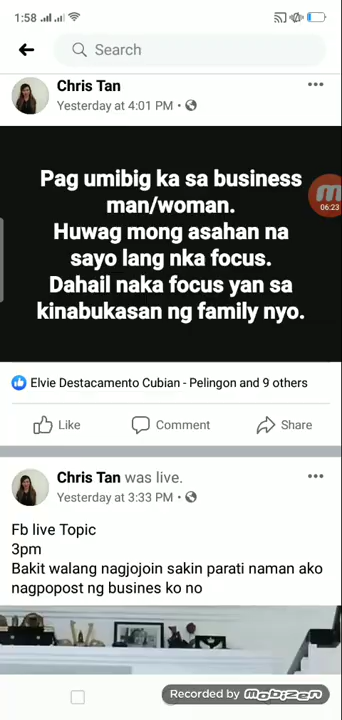 1:58
Search
Chris Tan
Yesterday at 4:01 PM •
Pag umibig ka sa business
man/woman.
Huwag mong asahan na
sayo lang nka focus.
Dahail naka focus yan sa
kinabukasan ng family nyo.
06:23
Elvie Destacamento Cubian - Pelingon and 9 others
Like
Comment
Share
Chris Tan was live.
Yesterday at 3:33 PM •
Fb live Topic
3pm
Bakit walang nagjojoin sakin parati naman ako
nagpopost ng busines ko no
Recorded by mobizen